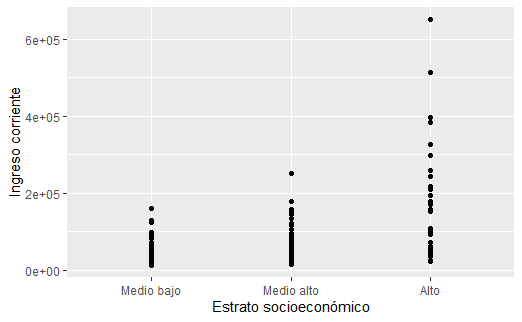 Ingreso corriente
6e+05
4e+05
2e+05
0e+00
Medio bajo
Medio alto
Alto
Estrato socioeconómico